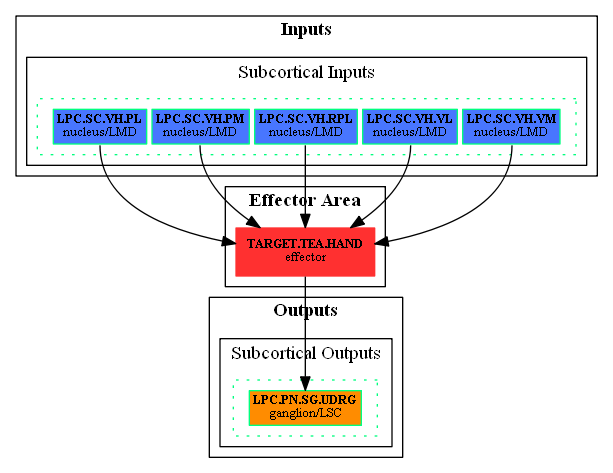 Inputs
Subcortical Inputs
LPC.SC.VH.PL LPC.SC.VH.PM LPC.SC.VH.RPL LPC.SC.VH.VL LPC.SC.VH.VM
nucleus/LMD nucleus/LMD nucleus/LMD nucleus/LMD nucleus/LMD
Effector Area
TARGET.TEA.HAND
effector
Outputs
Subcortical Outputs
LPC.PN.SG.UDRG
ganglion/LSC